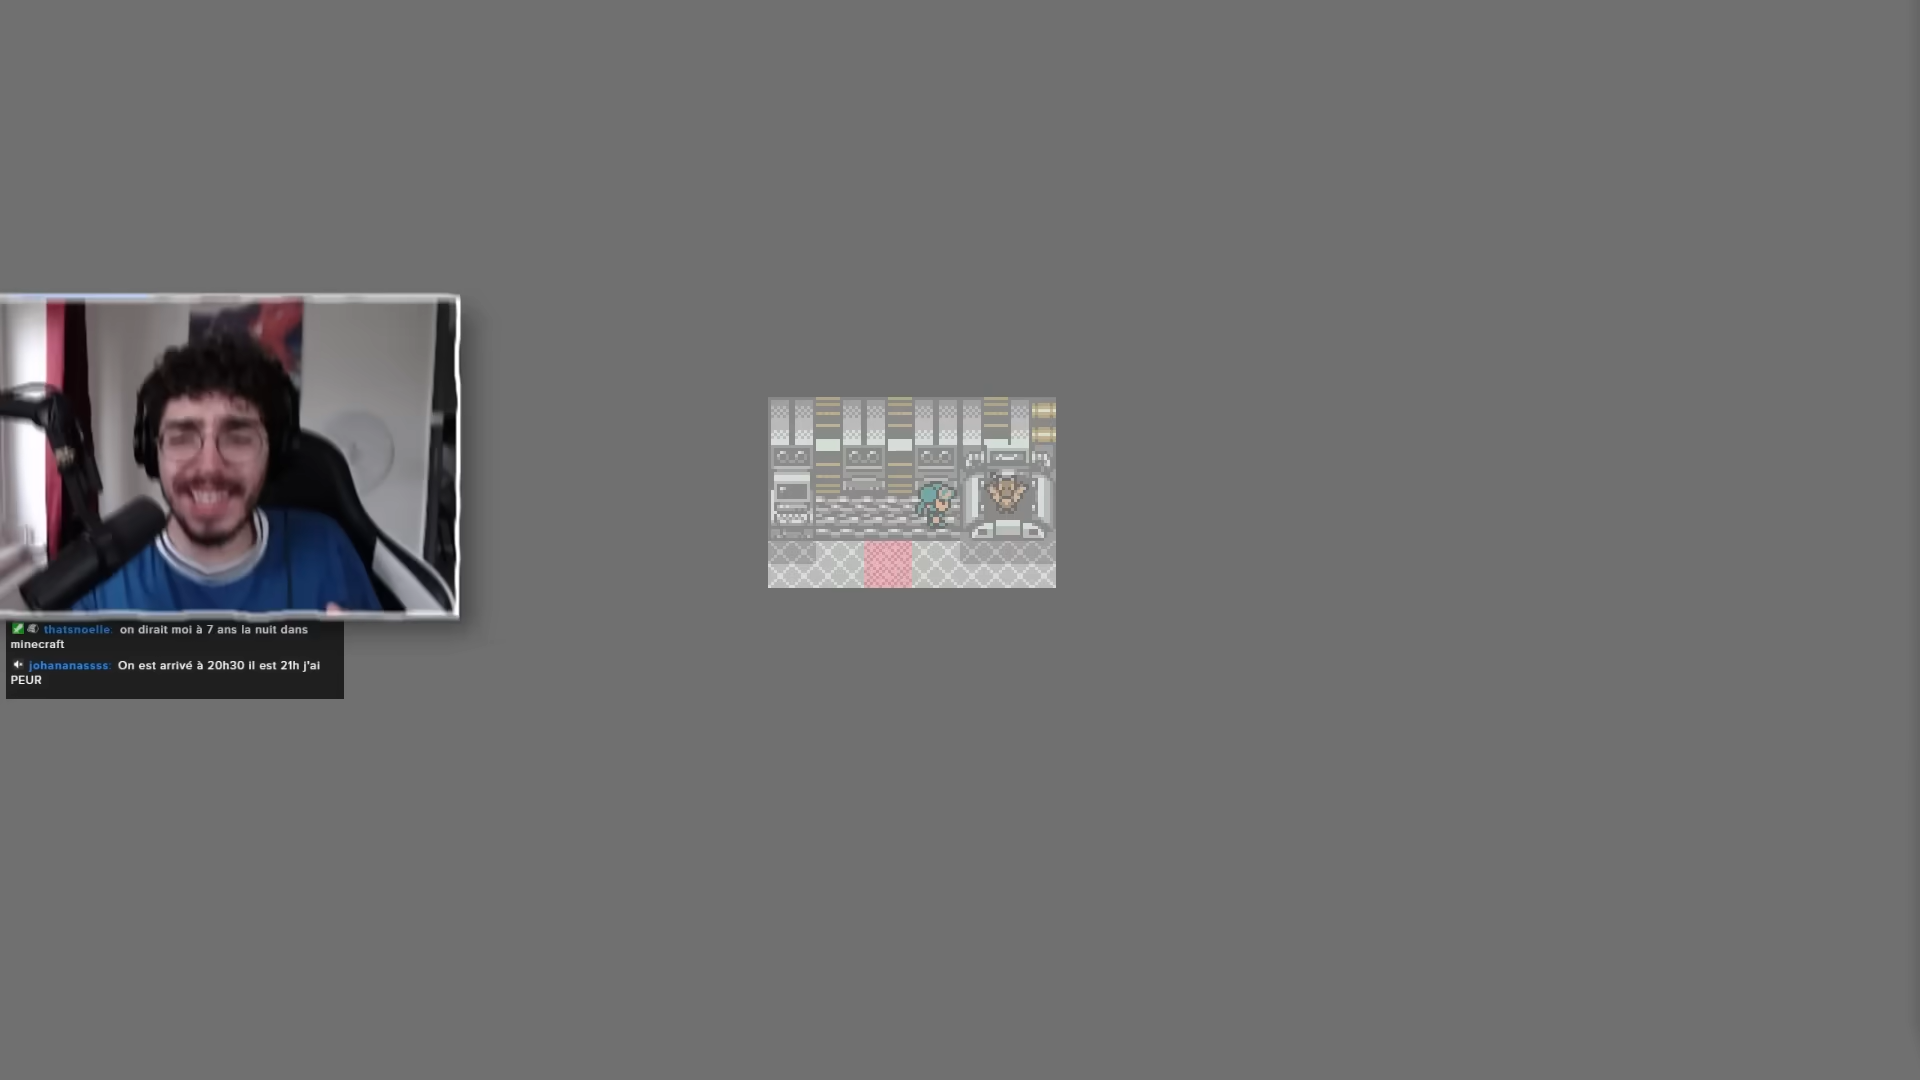 thatsnoelle: on dirait moi à 7 ans la nuit dans
minecraft
johananassss: On est arrivé à 20h30 il est 21h j'ai
PEUR